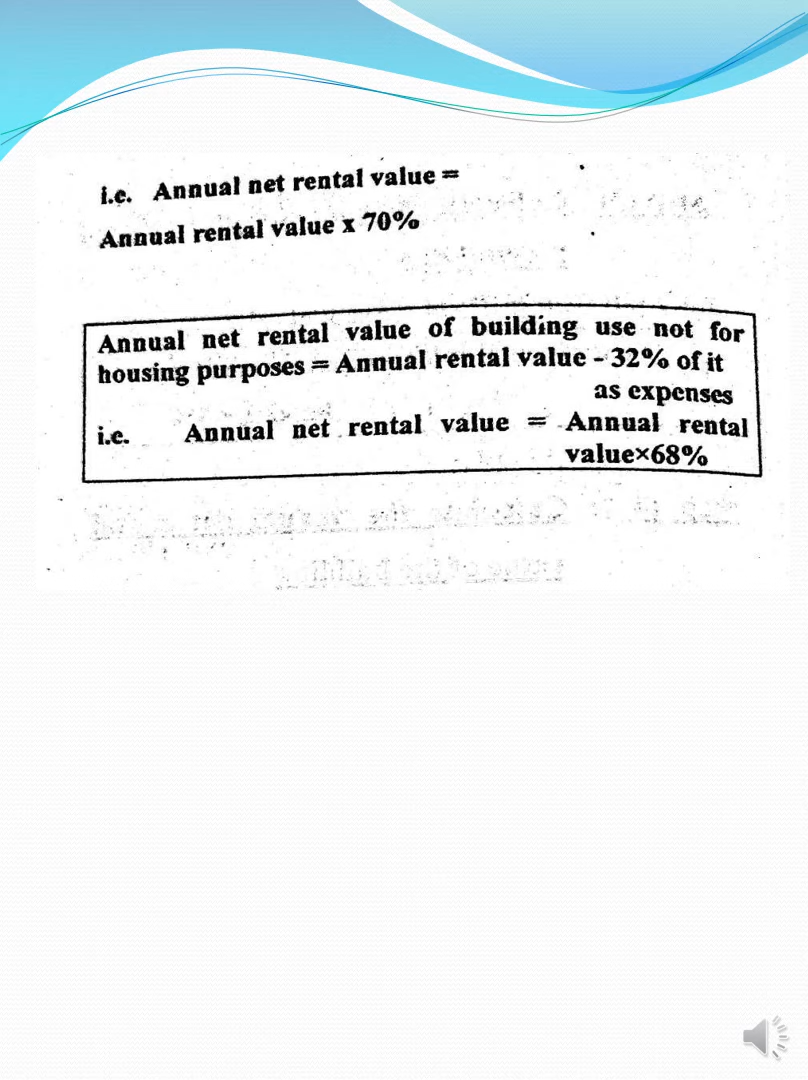 i.e. Annual net rental value =
Annual rental value x 70%
Annual net rental value of building use not for
housing purposes = Annual rental value - 32% of it
as expenses
i.e. Annual net rental value = Annual rental
value×68%